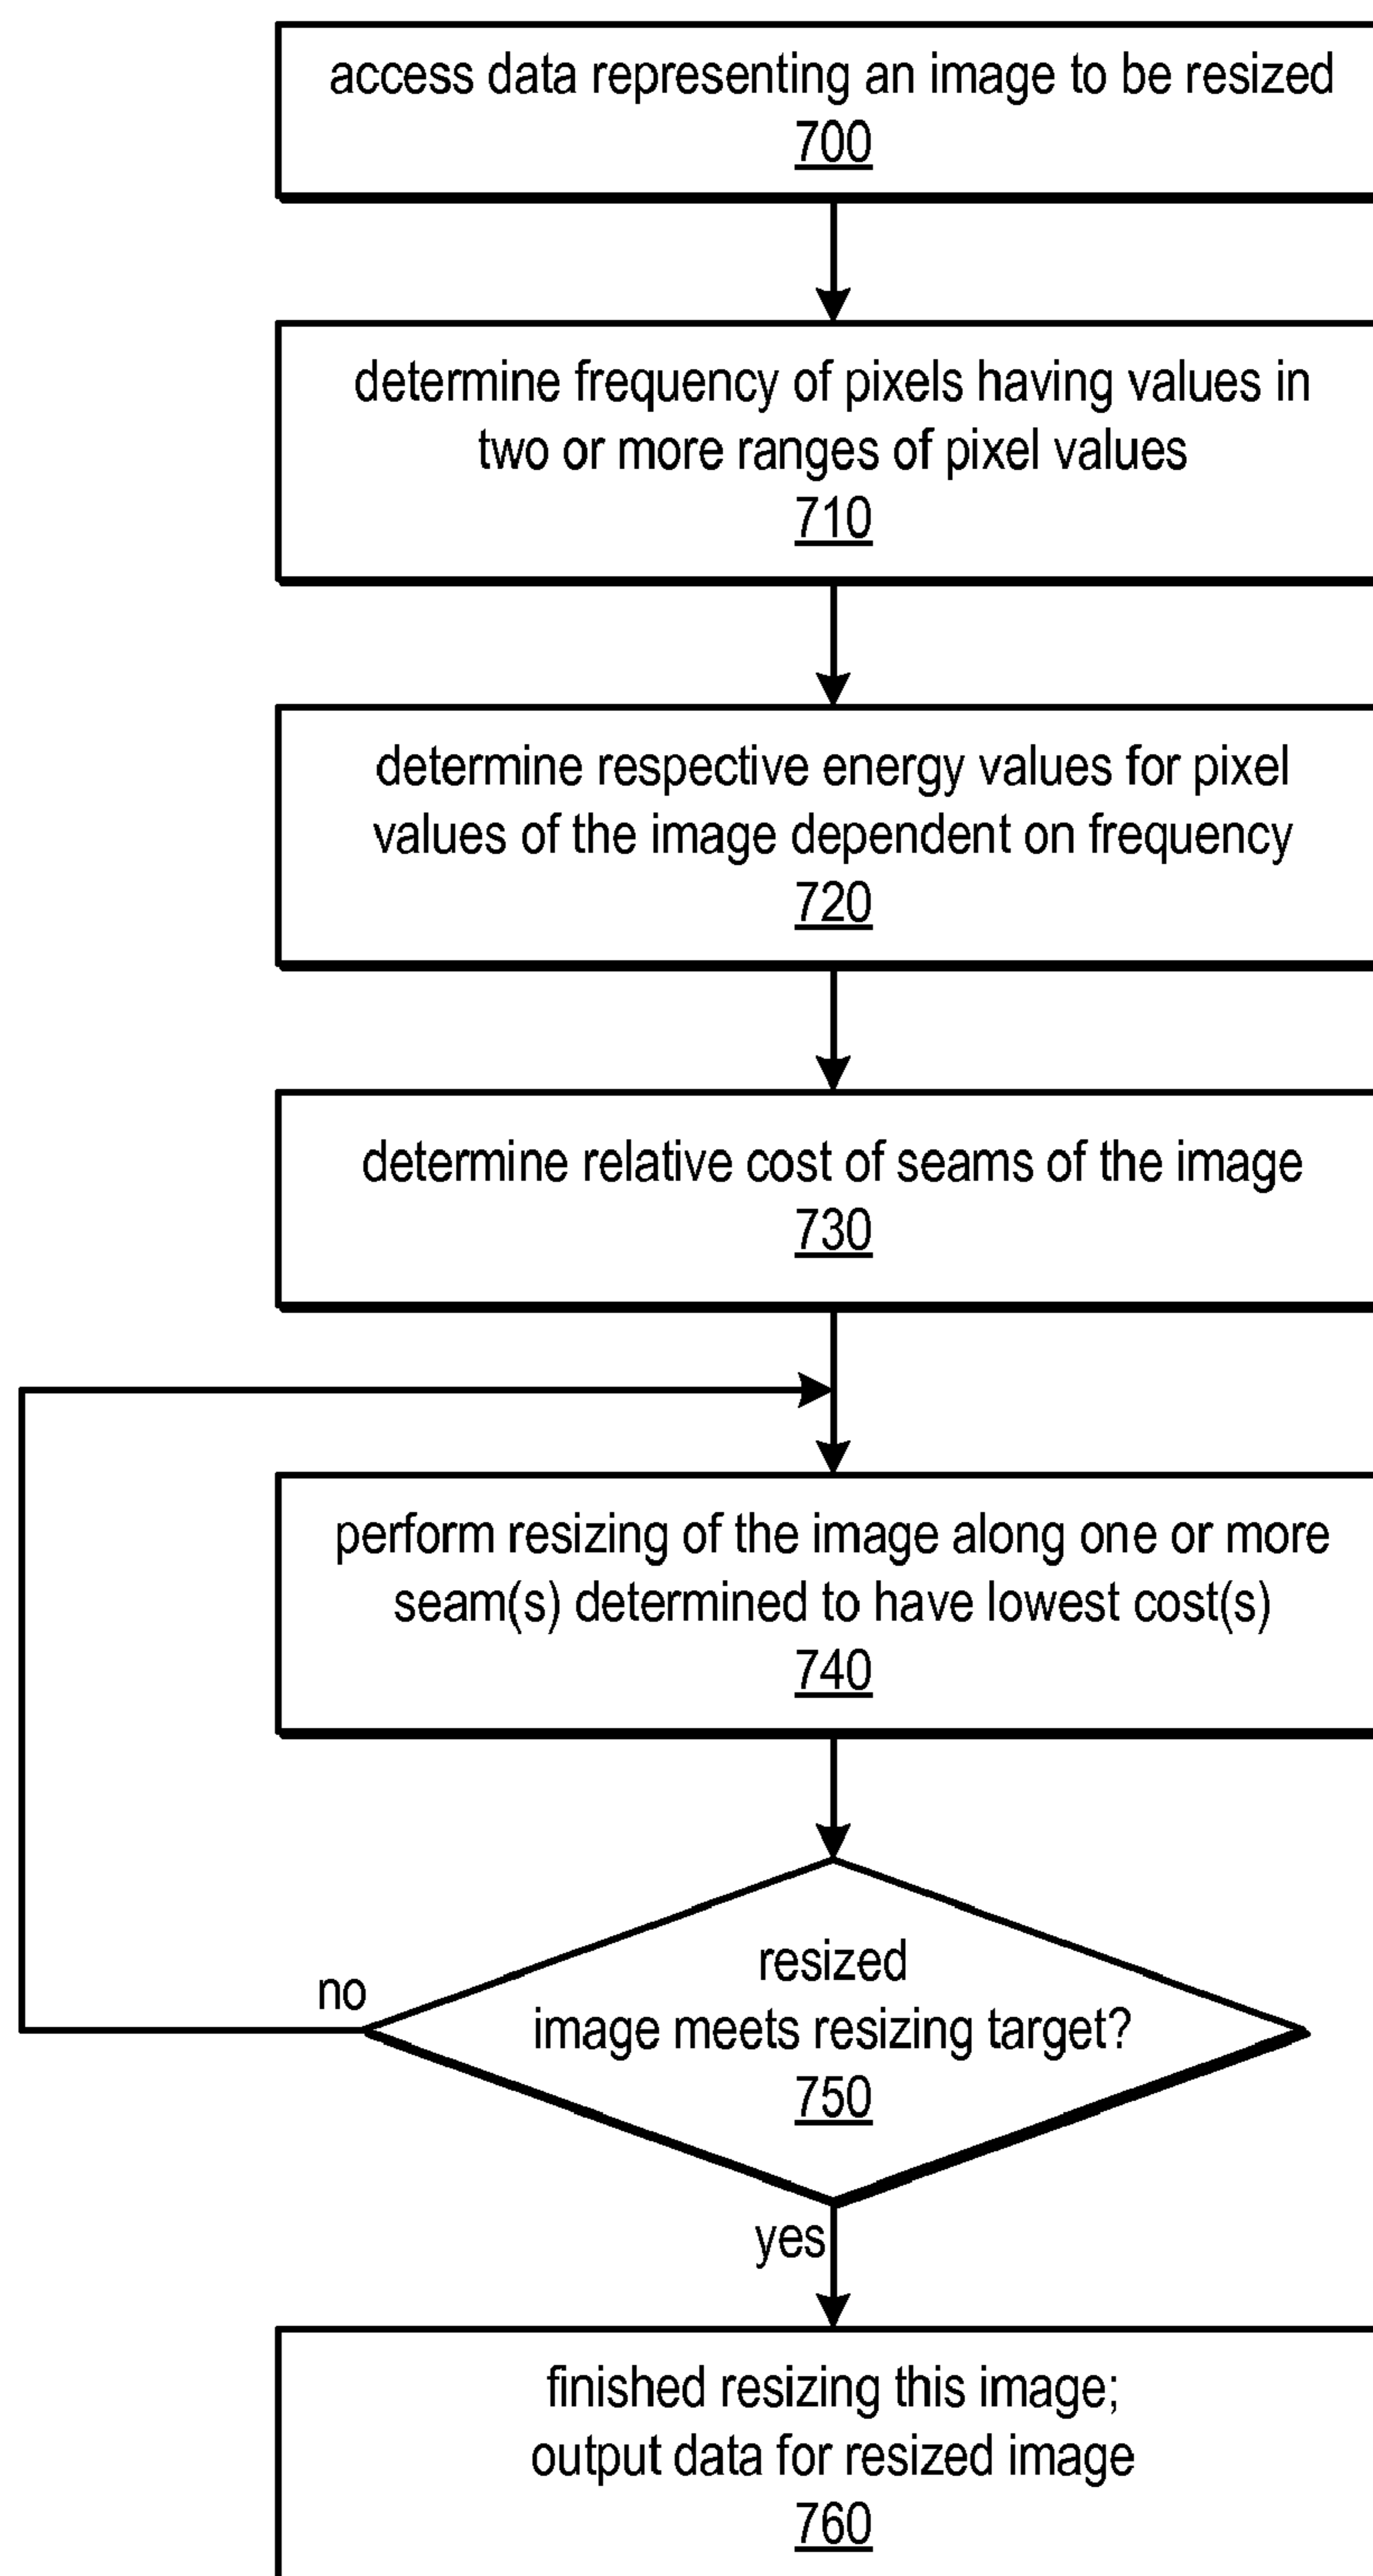 access data representing an image to be resized
700
determine frequency of pixels having values in
two or more ranges of pixel values
710
determine respective energy values for pixel
values of the image dependent on frequency
720
determine relative cost of seams of the image
730
perform resizing of the image along one or more
seam(s) determined to have lowest cost(s)
740
resized
image meets resizing target?
750
no
yes
finished resizing this image;
output data for resized image
760